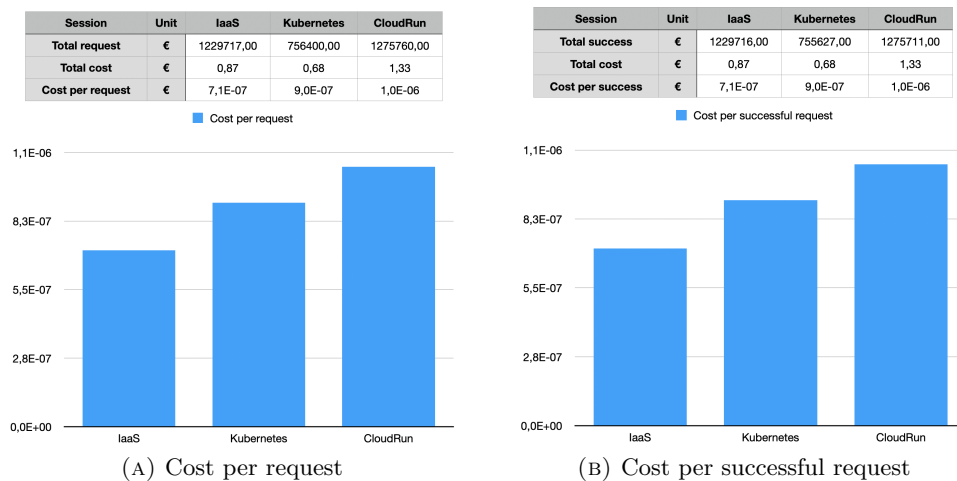 Session Unit IaaS Kubernetes CloudRun
Total request € 1229717,00 756400,00 1275760,00
Total cost € 0,87 0,68 1,33
Cost per request € 7,1E-07 9,0E-07 1,0E-06
Cost per request
1,1E-06
8,3E-07
5,5E-07
2,8E-07
0,0E+00
IaaS Kubernetes CloudRun
(A) Cost per request
Session Unit IaaS Kubernetes CloudRun
Total success € 1229716,00 755627,00 1275711,00
Total cost € 0,87 0,68 1,33
Cost per success € 7,1E-07 9,0E-07 1,0E-06
Cost per successful request
1,1E-06
8,3E-07
5,5E-07
2,8E-07
0,0E+00
IaaS Kubernetes CloudRun
(B) Cost per successful request